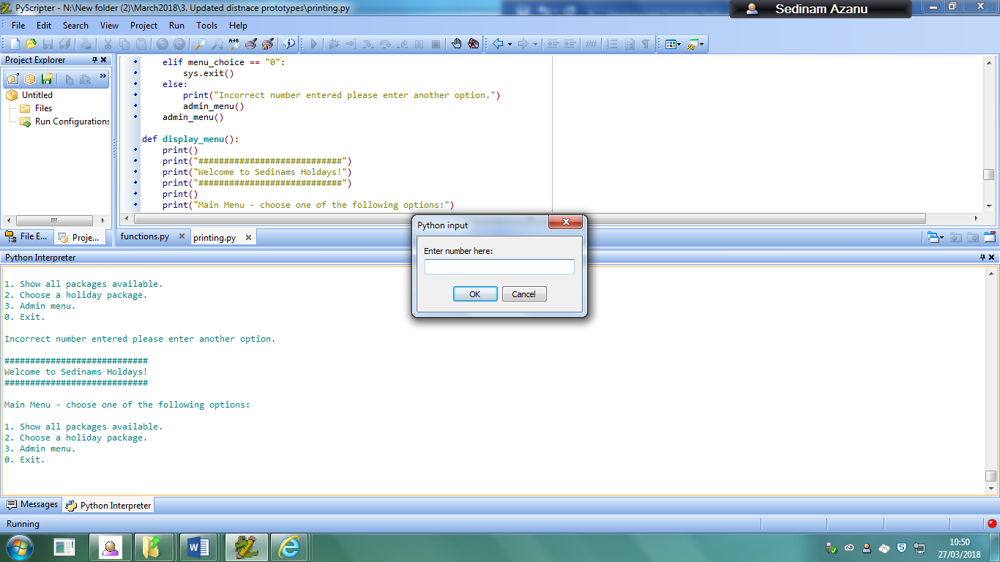 PyScripter - N:\New folder (2)\March2018\3. Updated distnace prototypes\printing.py
Sedinam Azanu
File Edit Search View Project Run Tools Help
Project Explorer
Untitled
Files
Run Configurations
File E... Proje...
elif menu_choice == "0":
sys.exit()
else:
print("Incorrect number entered please enter another option.")
admin_menu()
admin_menu()
def display_menu():
print()
print("############################")
print("Welcome to Sedinams Holdays!")
print("############################")
print()
print("Main Menu - choose one of the following options:")
functions.py printing.py
Python input
Enter number here:
OK Cancel
Python Interpreter
1. Show all packages available.
2. Choose a holiday package.
3. Admin menu.
0. Exit.
Incorrect number entered please enter another option.
############################
Welcome to Sedinams Holdays!
############################
Main Menu - choose one of the following options:
1. Show all packages available.
2. Choose a holiday package.
3. Admin menu.
0. Exit.
Messages Python Interpreter
Running
10:50
27/03/2018